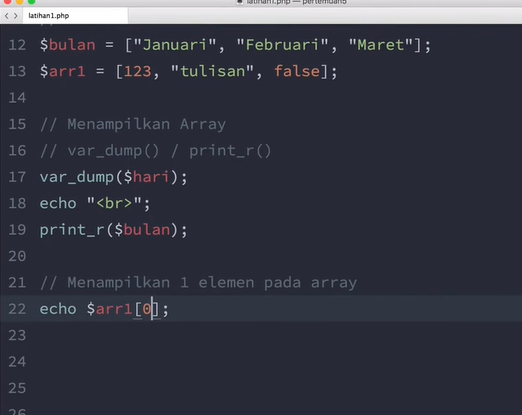 latihan1.php — pertemuan5
latihan1.php
12 $bulan = ["Januari", "Februari", "Maret"];
13 $arr1 = [123, "tulisan", false];
14
15 // Menampilkan Array
16 // var_dump() / print_r()
17 var_dump($hari);
18 echo "<br>";
19 print_r($bulan);
20
21 // Menampilkan 1 elemen pada array
22 echo $arr1[0];
23
24
25
26